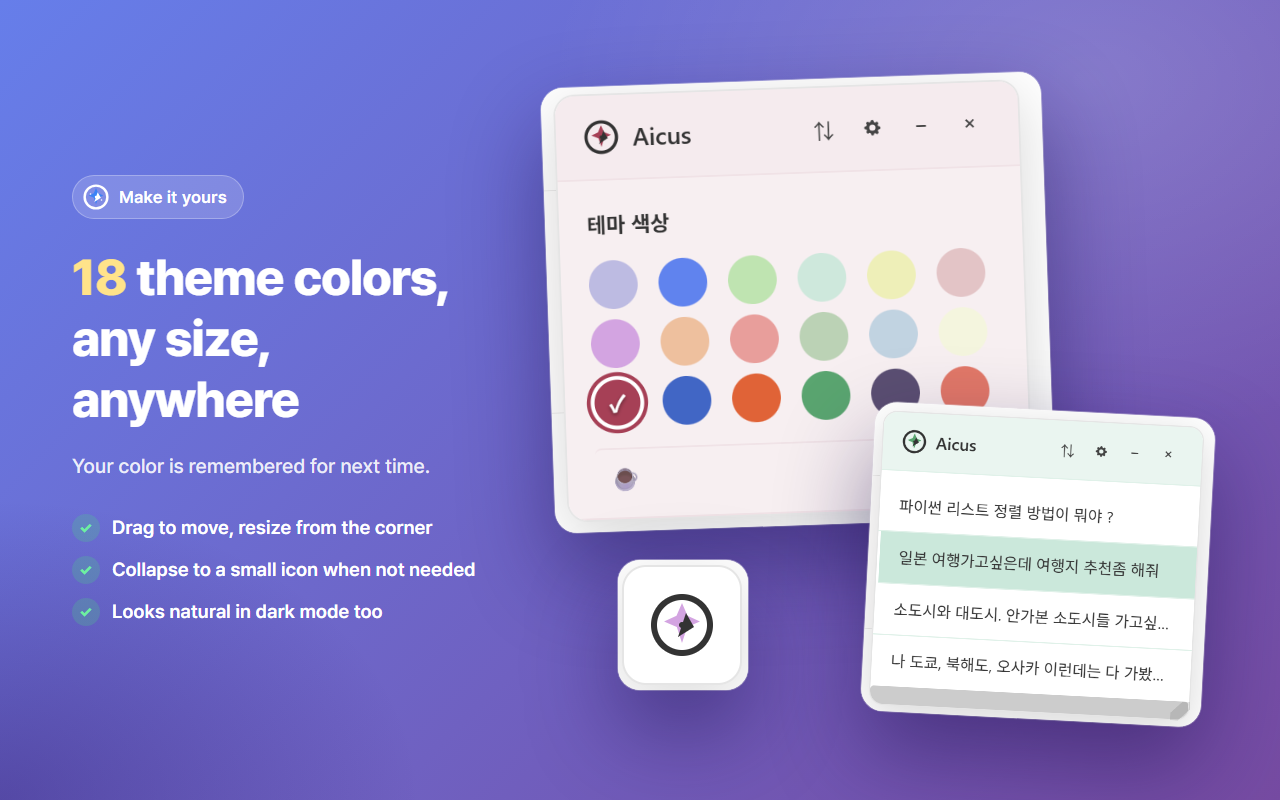 Make it yours
18 theme colors,
any size,
anywhere
Your color is remembered for next time.
Drag to move, resize from the corner
Collapse to a small icon when not needed
Looks natural in dark mode too
Aicus
테마 색상
Aicus
파이썬 리스트 정렬 방법이 뭐야 ?
일본 여행가고싶은데 여행지 추천좀 해줘
소도시와 대도시. 안가본 소도시들 가고싶...
나 도쿄, 북해도, 오사카 이런데는 다 가봤...